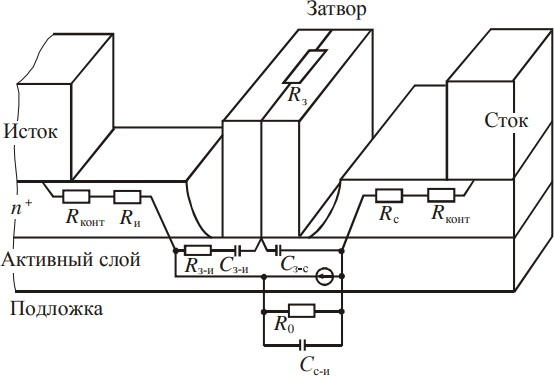 Затвор
Rз
Исток
Сток
n+
Rконт
Rи
Rс
Rконт
Активный слой
Rз-и
Cз-и
Cз-с
Подложка
R0
Cс-и